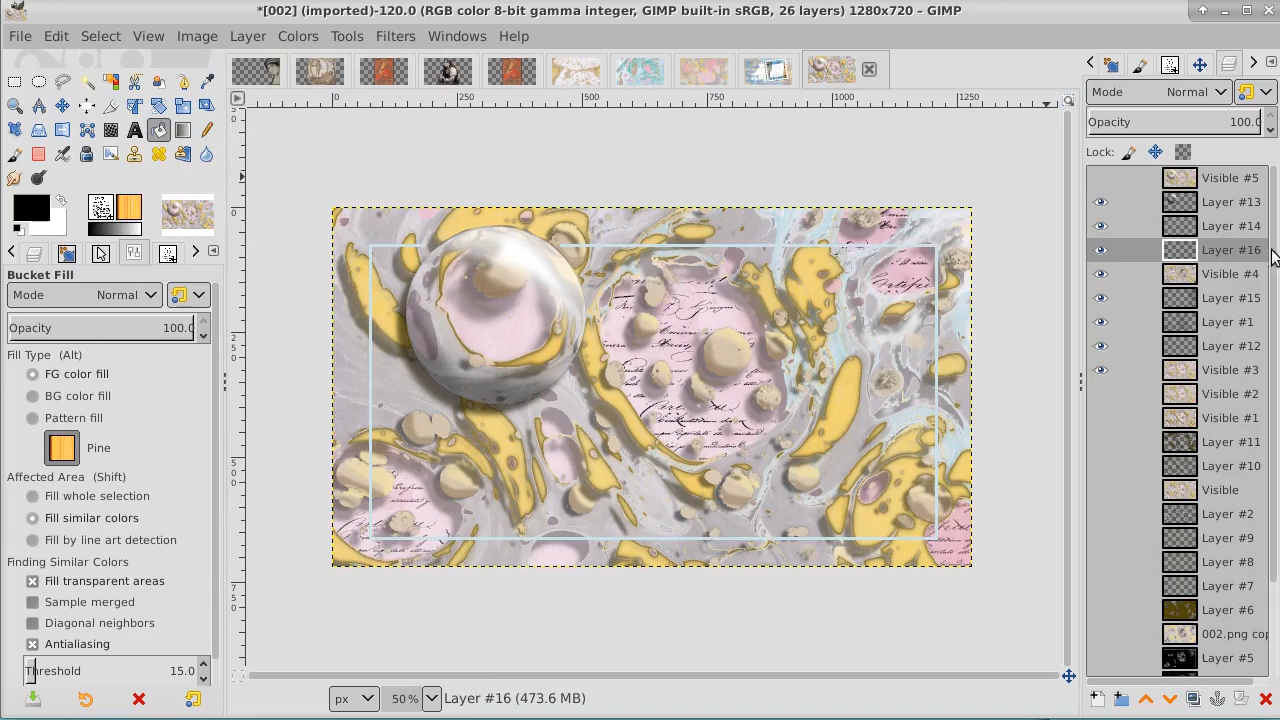 *[002] (imported)-120.0 (RGB color 8-bit gamma integer, GIMP built-in sRGB, 26 layers) 1280x720 – GIMP
File Edit Select View Image Layer Colors Tools Filters Windows Help
0 250 500 750 1000 1250
Mode Normal
Opacity 100.0
Lock:
Visible #5
Layer #13
Layer #14
Layer #16
Visible #4
Layer #15
Layer #1
Layer #12
Visible #3
Visible #2
Visible #1
Layer #11
Layer #10
Visible
Layer #2
Layer #9
Layer #8
Layer #7
Layer #6
002.png co
Layer #5
Bucket Fill
Mode Normal
Opacity 100.0
Fill Type (Alt)
FG color fill
BG color fill
Pattern fill
Pine
Affected Area (Shift)
Fill whole selection
Fill similar colors
Fill by line art detection
Finding Similar Colors
Fill transparent areas
Sample merged
Diagonal neighbors
Antialiasing
Threshold 15.0
px 50% Layer #16 (473.6 MB)